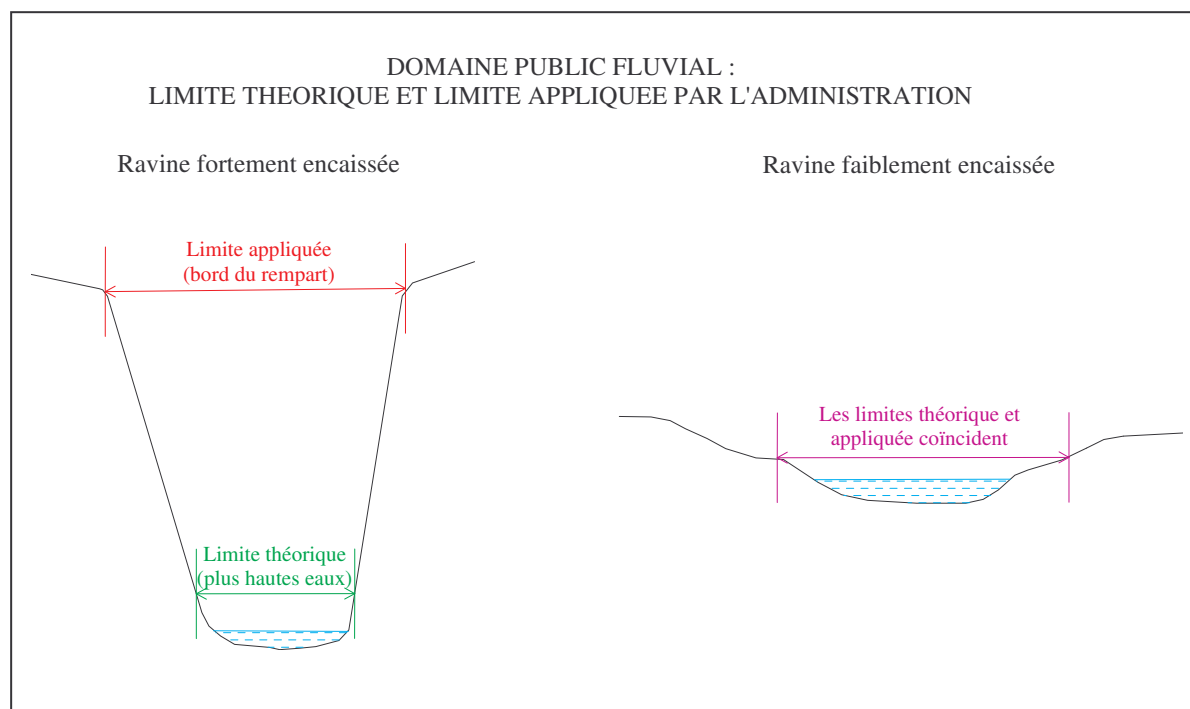 DOMAINE PUBLIC FLUVIAL :
LIMITE THEORIQUE ET LIMITE APPLIQUEE PAR L'ADMINISTRATION
Ravine fortement encaissée
Ravine faiblement encaissée
Limite appliquée
(bord du rempart)
Les limites théorique et
appliquée coïncident
Limite théorique
(plus hautes eaux)